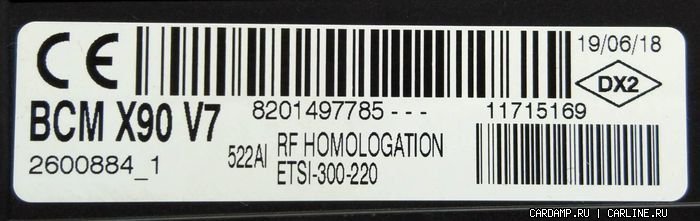 CE
19/06/18
DX2
BCM X90 V7
8201497785---
11715169
2600884_1
522AI
RF HOMOLOGATION
ETSI-300-220
CARDAMP.RU | CARLINE.RU